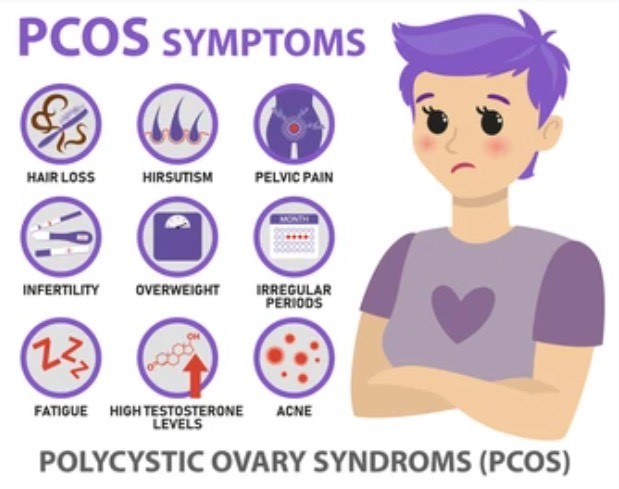 PCOS SYMPTOMS
HAIR LOSS
HIRSUTISM
PELVIC PAIN
MONTH
INFERTILITY
OVERWEIGHT
IRREGULAR
PERIODS
ZZZ
OH
O
FATIGUE
HIGH TESTOSTERONE
LEVELS
ACNE
POLYCYSTIC OVARY SYNDROMS (PCOS)